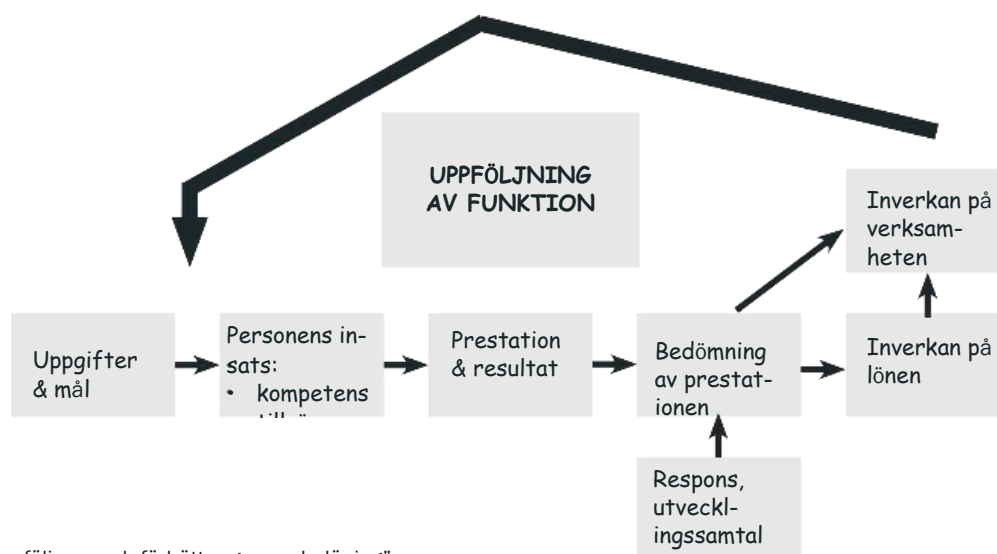 UPPFÖLJNING
AV FUNKTION
Inverkan på
verksam-
heten
Uppgifter
& mål
Personens in-
sats:
• kompetens
Prestation
& resultat
Bedömning
av prestat-
ionen
Inverkan på
lönen
Respons,
utveckl-
ingssamtal